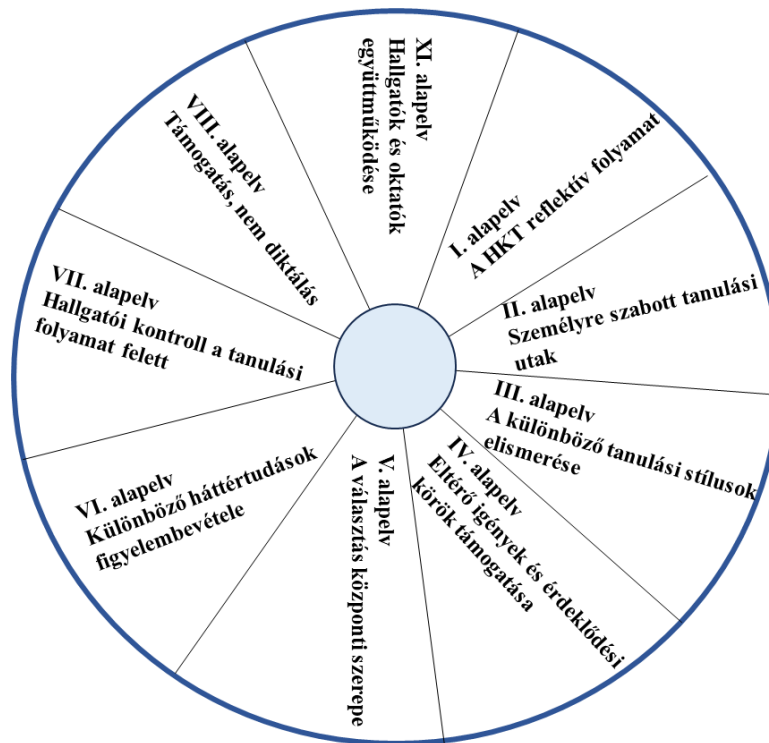 I. alapelv
A HKT reflektív folyamat
II. alapelv
Személyre szabott tanulási
utak
III. alapelv
A különböző tanulási stílusok
elismerése
IV. alapelv
Eltérő igények és érdeklődési
körök támogatása
V. alapelv
A választás központi szerepe
VI. alapelv
Különböző háttértudások
figyelembevétele
VII. alapelv
Hallgatói kontroll a tanulási
folyamat felett
VIII. alapelv
Támogatás, nem diktálás
XI. alapelv
Hallgatók és oktatók
együttműködése